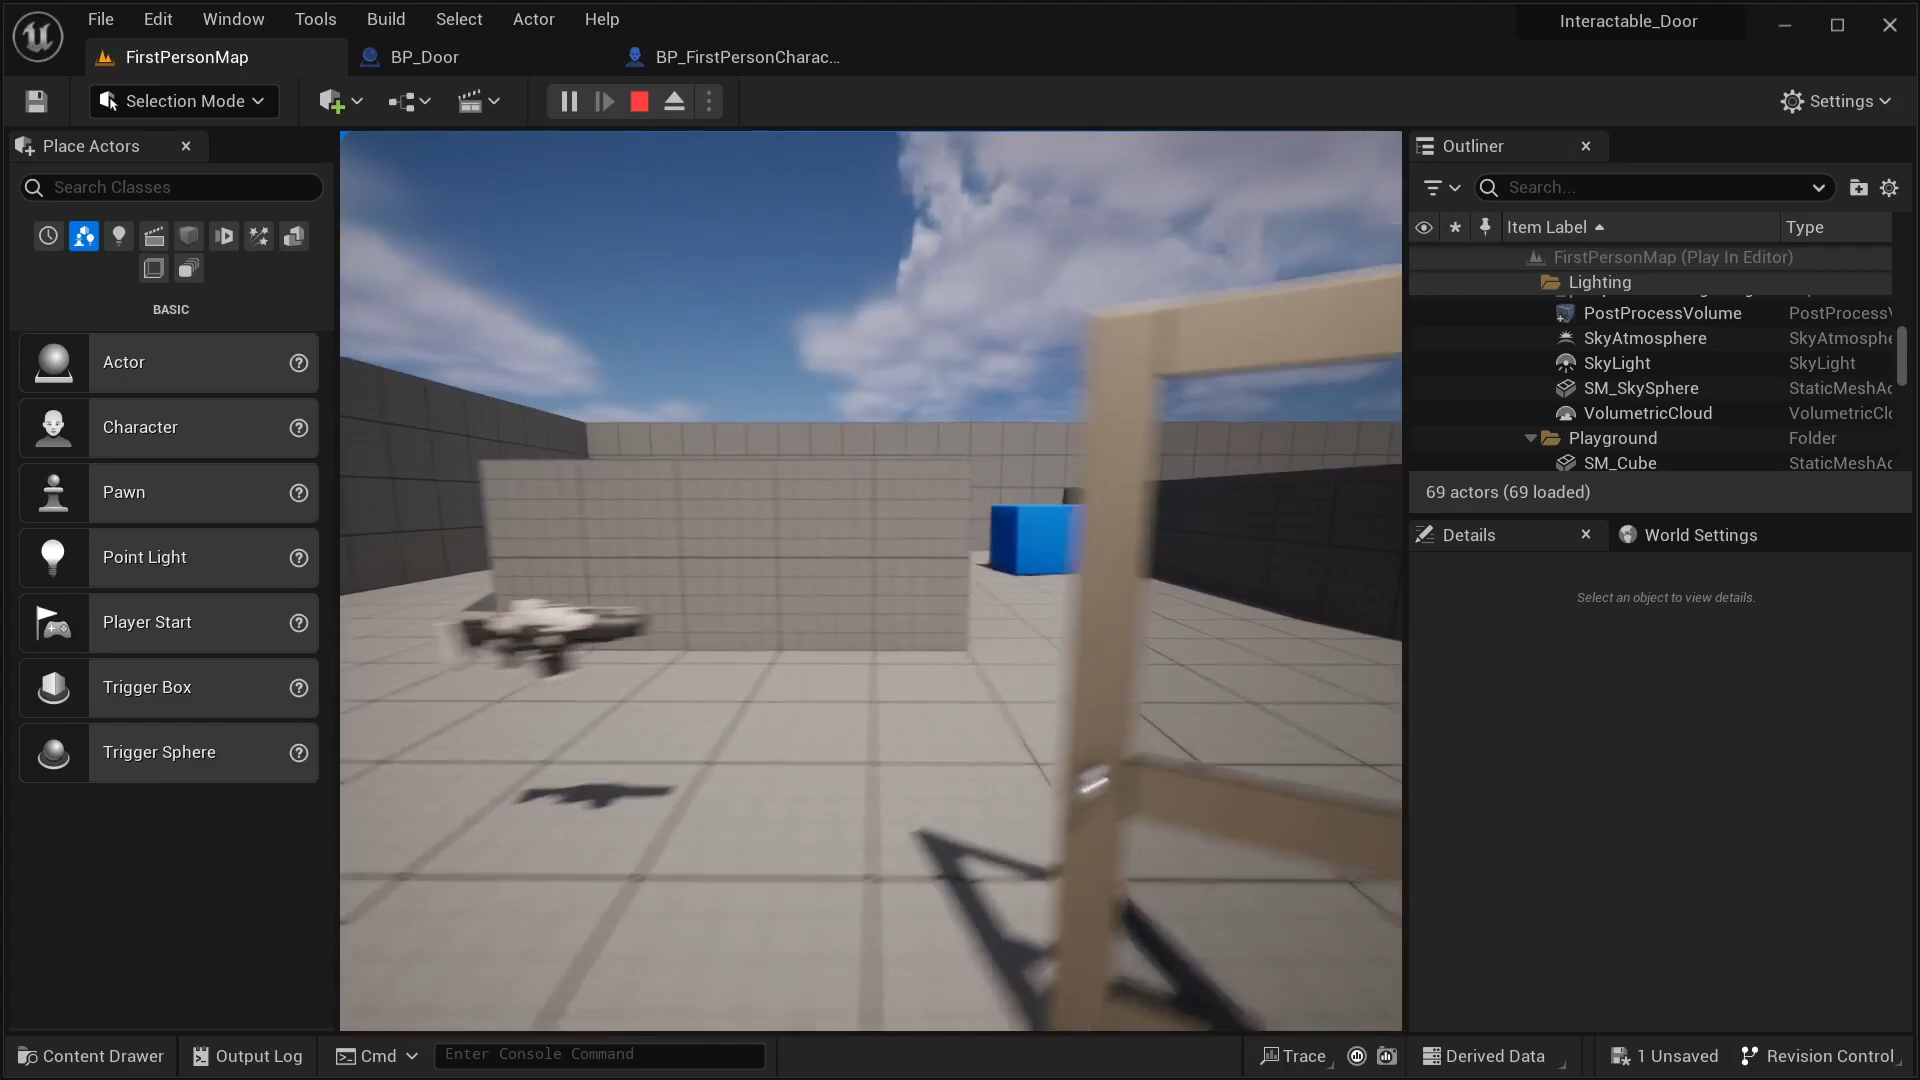 File Edit Window Tools Build Select Actor Help
Interactable_Door
FirstPersonMap
BP_Door
BP_FirstPersonCharac...
Selection Mode
Settings
Place Actors
Search Classes
BASIC
Actor
Character
Pawn
Point Light
Player Start
Trigger Box
Trigger Sphere
Outliner
Search...
Item Label Type
FirstPersonMap (Play In Editor)
Lighting
PostProcessVolume PostProcessV
SkyAtmosphere SkyAtmosphe
SkyLight SkyLight
SM_SkySphere StaticMeshAc
VolumetricCloud VolumetricClo
Playground Folder
SM_Cube StaticMeshAc
69 actors (69 loaded)
Details
World Settings
Select an object to view details.
Content Drawer
Output Log
Cmd
Enter Console Command
Trace
Derived Data
1 Unsaved
Revision Control